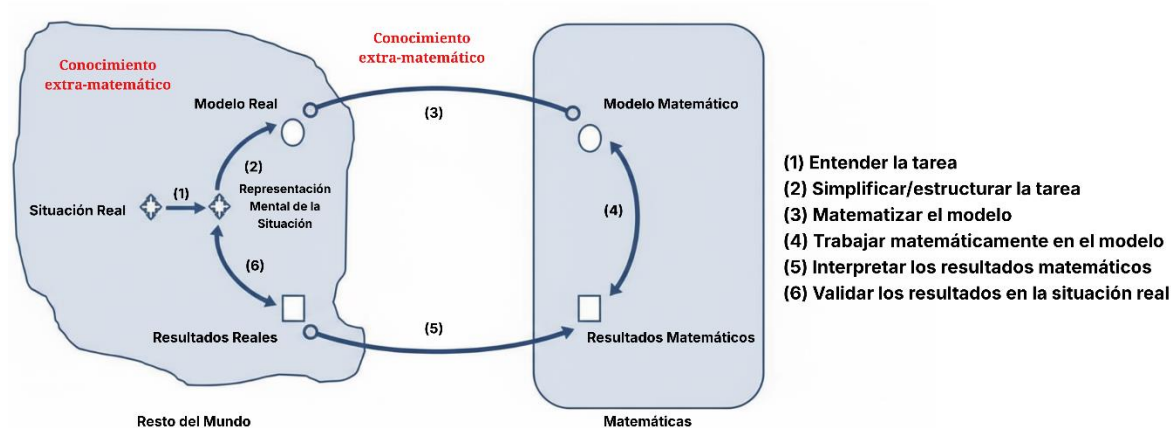 Conocimiento
extra-matemático
Conocimiento
extra-matemático
Modelo Real
Modelo Matemático
(3)
(2)
(1)
Situación Real
Representación
Mental de la
Situación
(4)
(6)
Resultados Reales
(5)
Resultados Matemáticos
Resto del Mundo
Matemáticas
(1) Entender la tarea
(2) Simplificar/estructurar la tarea
(3) Matematizar el modelo
(4) Trabajar matemáticamente en el modelo
(5) Interpretar los resultados matemáticos
(6) Validar los resultados en la situación real